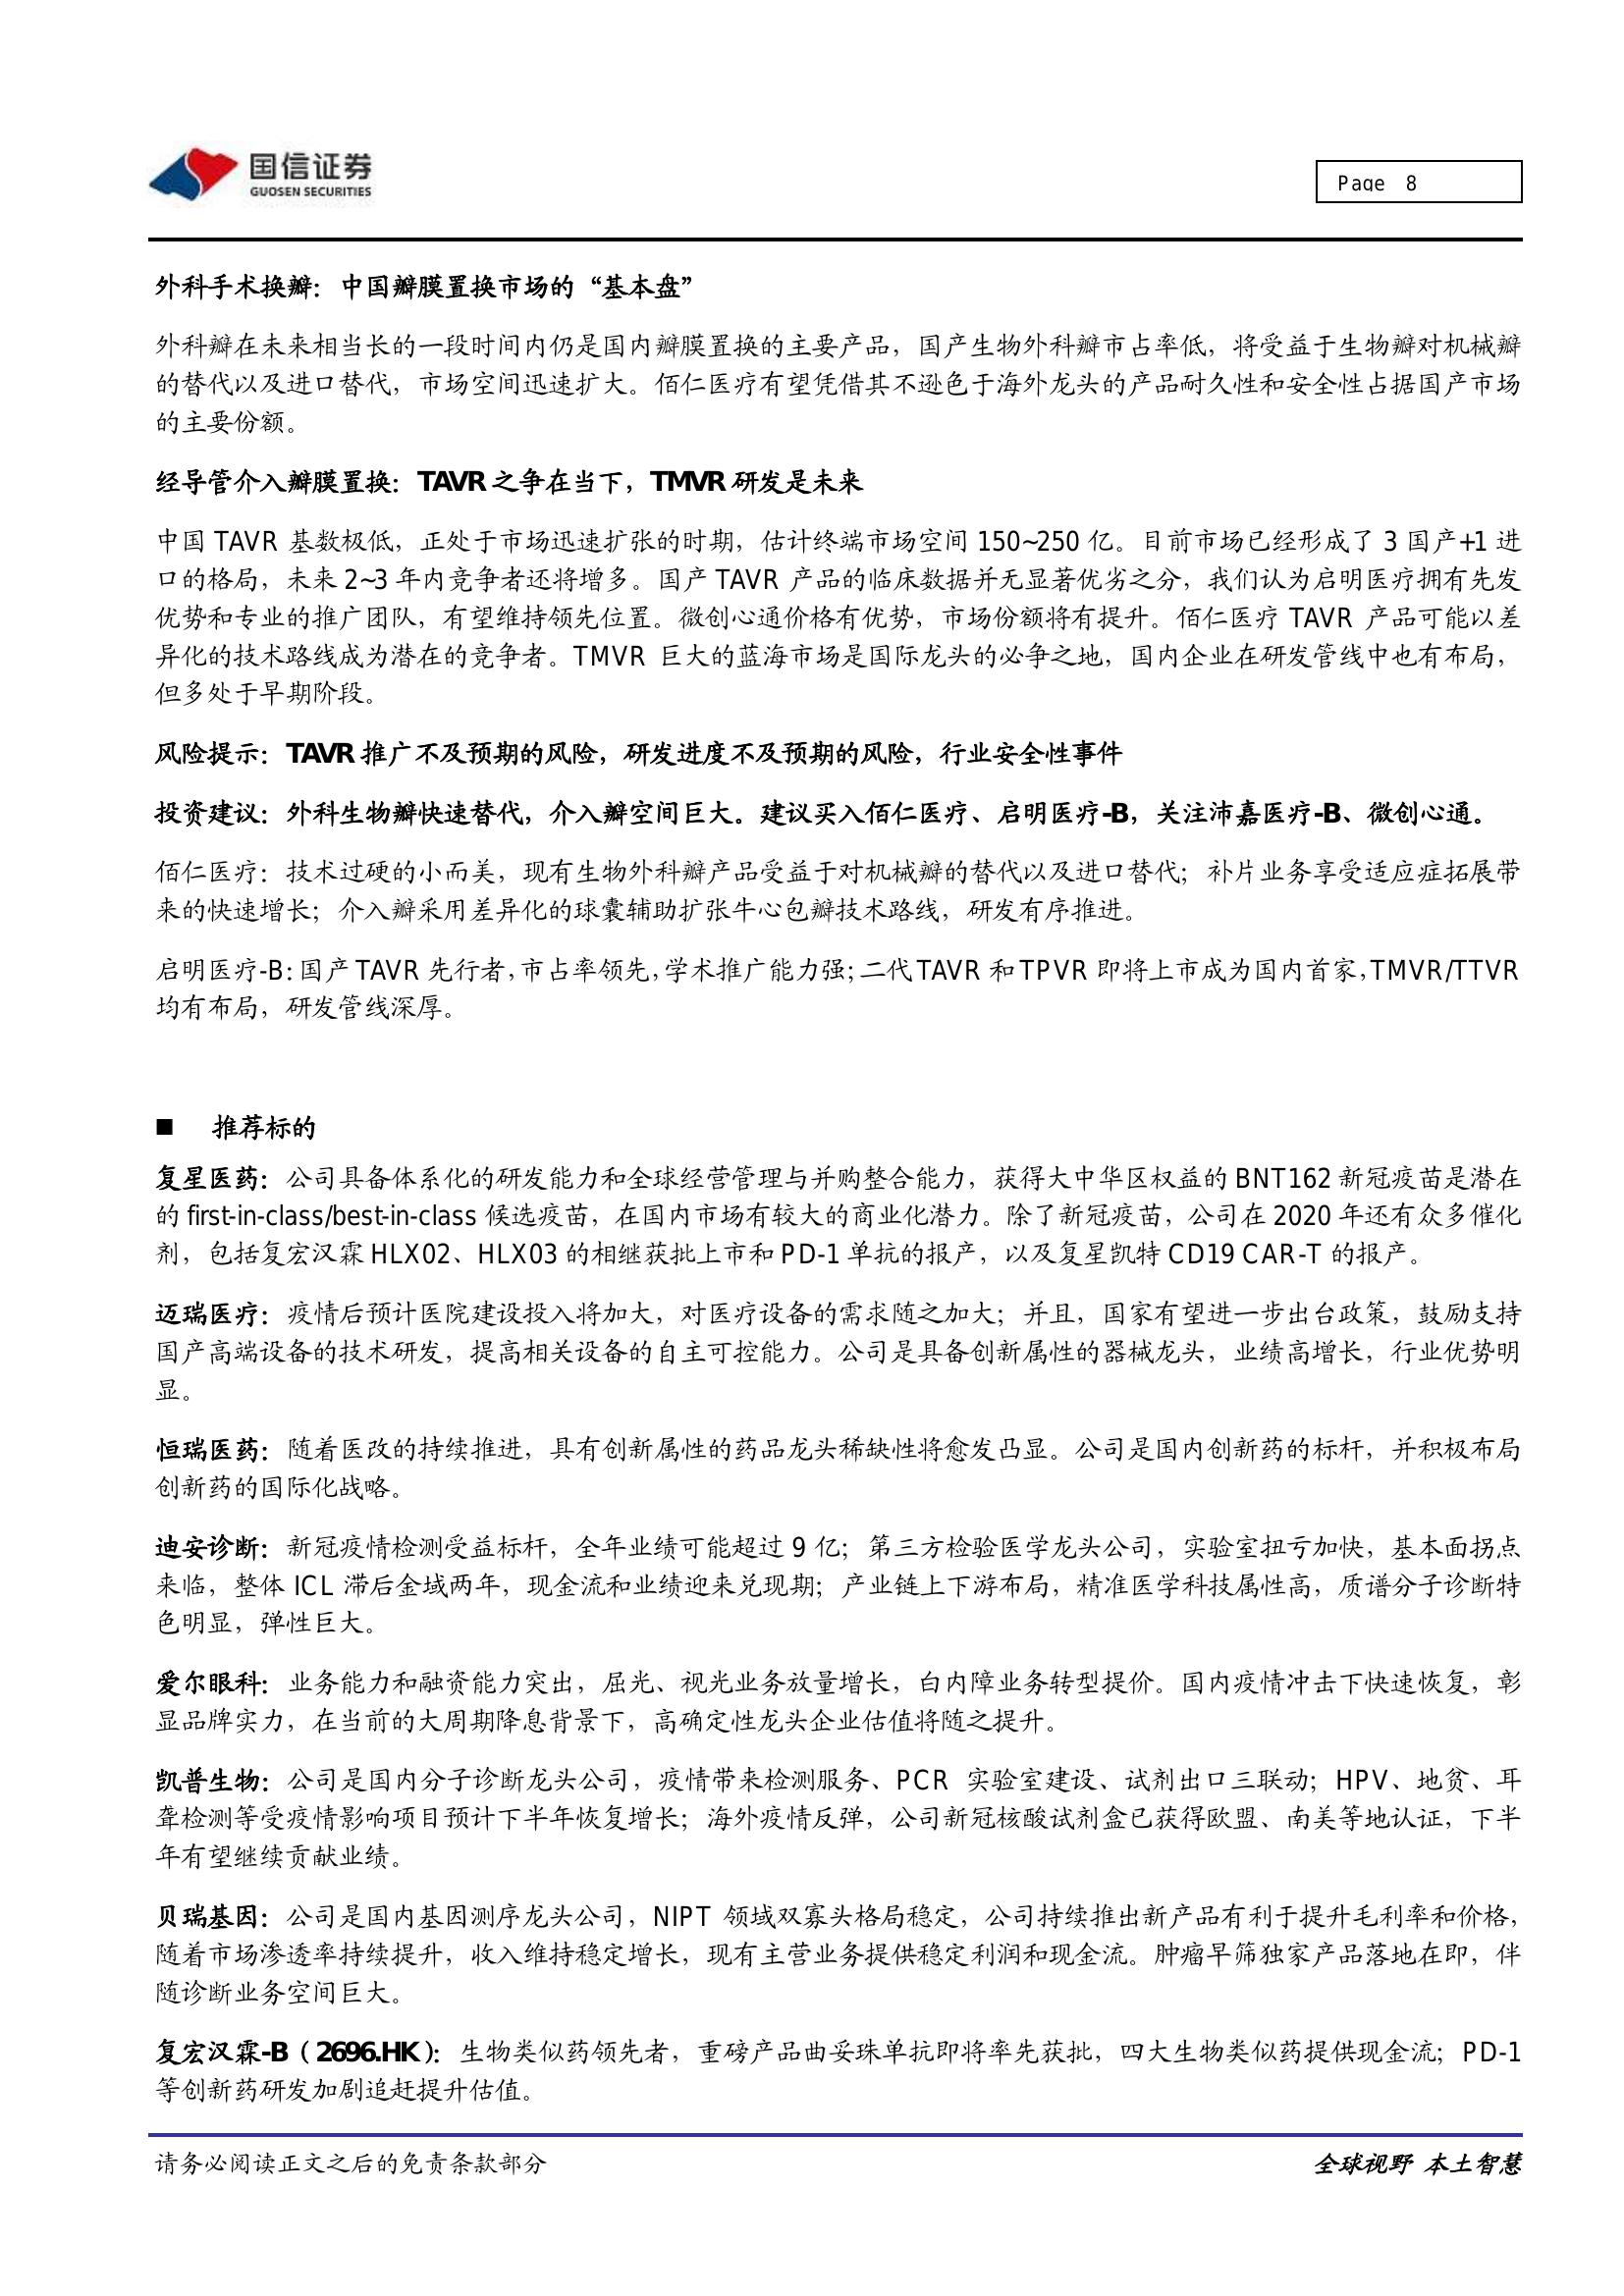 国信证券
GUOSEN SECURITIES
Page 8
外科手术换瓣：中国瓣膜置换市场的“基本盘”
外科瓣在未来相当长的一段时间内仍是国内瓣膜置换的主要产品，国产生物外科瓣市占率低，将受益于生物瓣对机械瓣
的替代以及进口替代，市场空间迅速扩大。佰仁医疗有望凭借其不逊色于海外龙头的产品耐久性和安全性占据国产市场
的主要份额。
经导管介入瓣膜置换：TAVR 之争在当下，TMVR 研发是未来
中国 TAVR 基数极低，正处于市场迅速扩张的时期，估计终端市场空间 150~250 亿。目前市场已经形成了 3 国产+1 进
口的格局，未来 2~3 年内竞争者还将增多。国产 TAVR 产品的临床数据并无显著优劣之分，我们认为启明医疗拥有先发
优势和专业的推广团队，有望维持领先位置。微创心通价格有优势，市场份额将有提升。佰仁医疗 TAVR 产品可能以差
异化的技术路线成为潜在的竞争者。TMVR 巨大的蓝海市场是国际龙头的必争之地，国内企业在研发管线中也有布局，
但多处于早期阶段。
风险提示：TAVR 推广不及预期的风险，研发进度不及预期的风险，行业安全性事件
投资建议：外科生物瓣快速替代，介入瓣空间巨大。建议买入佰仁医疗、启明医疗-B，关注沛嘉医疗-B、微创心通。
佰仁医疗：技术过硬的小而美，现有生物外科瓣产品受益于对机械瓣的替代以及进口替代；补片业务享受适应症拓展带
来的快速增长；介入瓣采用差异化的球囊辅助扩张牛心包瓣技术路线，研发有序推进。
启明医疗-B：国产 TAVR 先行者，市占率领先，学术推广能力强；二代 TAVR 和 TPVR 即将上市成为国内首家，TMVR/TTVR
均有布局，研发管线深厚。
■ 推荐标的
复星医药：公司具备体系化的研发能力和全球经营管理与并购整合能力，获得大中华区权益的 BNT162 新冠疫苗是潜在
的 first-in-class/best-in-class 候选疫苗，在国内市场有较大的商业化潜力。除了新冠疫苗，公司在 2020 年还有众多催化
剂，包括复宏汉霖 HLX02、HLX03 的相继获批上市和 PD-1 单抗的报产，以及复星凯特 CD19 CAR-T 的报产。
迈瑞医疗：疫情后预计医院建设投入将加大，对医疗设备的需求随之加大；并且，国家有望进一步出台政策，鼓励支持
国产高端设备的技术研发，提高相关设备的自主可控能力。公司是具备创新属性的器械龙头，业绩高增长，行业优势明
显。
恒瑞医药：随着医改的持续推进，具有创新属性的药品龙头稀缺性将愈发凸显。公司是国内创新药的标杆，并积极布局
创新药的国际化战略。
迪安诊断：新冠疫情检测受益标杆，全年业绩可能超过 9 亿；第三方检验医学龙头公司，实验室扭亏加快，基本面拐点
来临，整体 ICL 滞后金域两年，现金流和业绩迎来兑现期；产业链上下游布局，精准医学科技属性高，质谱分子诊断特
色明显，弹性巨大。
爱尔眼科：业务能力和融资能力突出，屈光、视光业务放量增长，白内障业务转型提价。国内疫情冲击下快速恢复，彰
显品牌实力，在当前的大周期降息背景下，高确定性龙头企业估值将随之提升。
凯普生物：公司是国内分子诊断龙头公司，疫情带来检测服务、PCR 实验室建设、试剂出口三联动；HPV、地贫、耳
聋检测等受疫情影响项目预计下半年恢复增长；海外疫情反弹，公司新冠核酸试剂盒已获得欧盟、南美等地认证，下半
年有望继续贡献业绩。
贝瑞基因：公司是国内基因测序龙头公司，NIPT 领域双寡头格局稳定，公司持续推出新产品有利于提升毛利率和价格，
随着市场渗透率持续提升，收入维持稳定增长，现有主营业务提供稳定利润和现金流。肿瘤早筛独家产品落地在即，伴
随诊断业务空间巨大。
复宏汉霖-B（2696.HK）：生物类似药领先者，重磅产品曲妥珠单抗即将率先获批，四大生物类似药提供现金流；PD-1
等创新药研发加剧追赶提升估值。
请务必阅读正文之后的免责条款部分
全球视野 本土智慧